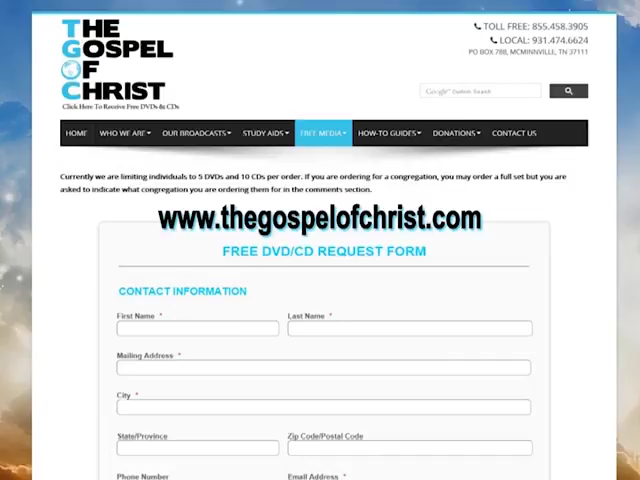 THE
GOSPEL
OF
CHRIST
Click Here To Receive Free DVDs & CDs
TOLL FREE: 855.458.3905
LOCAL: 931.474.6624
PO BOX 788, MCMINNVILLE, TN 37111
Google Custom Search
HOME WHO WE ARE OUR BROADCASTS STUDY AIDS FREE MEDIA HOW-TO GUIDES DONATIONS CONTACT US
Currently we are limiting individuals to 5 DVDs and 10 CDs per order. If you are ordering for a congregation, you may order a full set but you are
asked to indicate what congregation you are ordering them for in the comments section.
www.thegospelofchrist.com
FREE DVD/CD REQUEST FORM
CONTACT INFORMATION
First Name * Last Name *
Mailing Address *
City *
State/Province Zip Code/Postal Code
Phone Number Email Address *